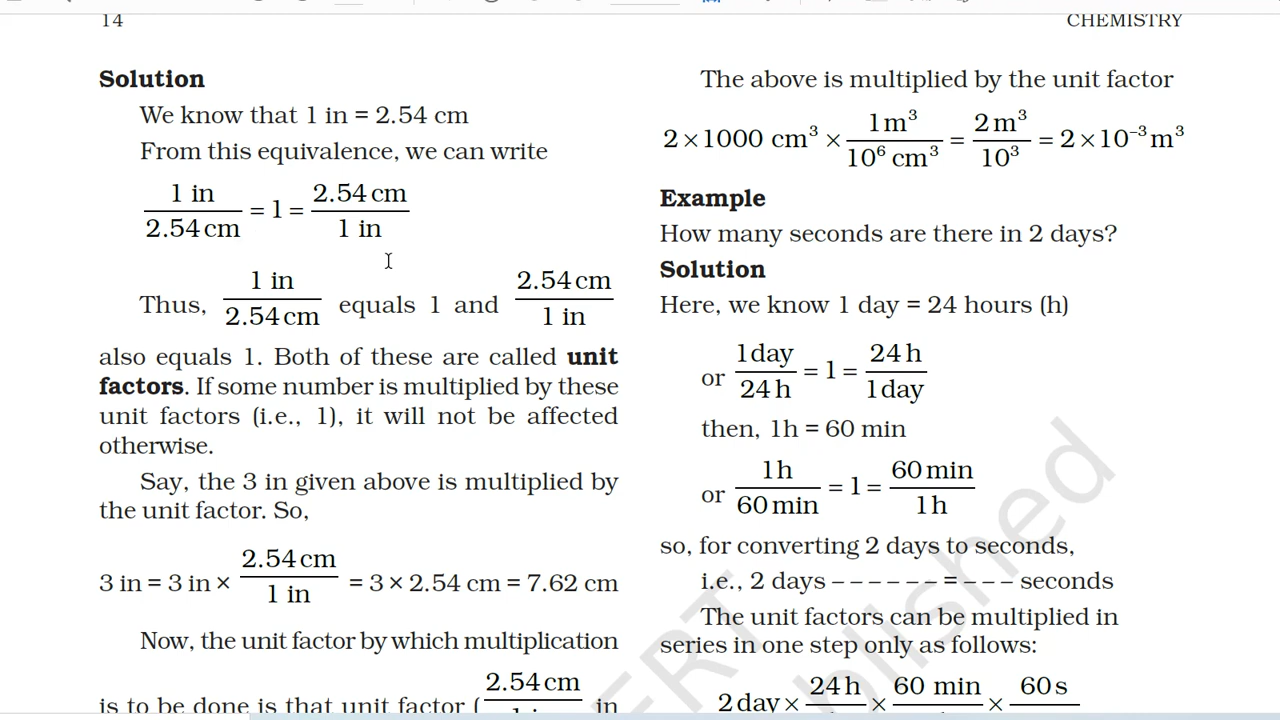 14
CHEMISTRY
Solution
We know that 1 in = 2.54 cm
From this equivalence, we can write
1 in / 2.54 cm = 1 = 2.54 cm / 1 in
Thus, 1 in / 2.54 cm equals 1 and 2.54 cm / 1 in
also equals 1. Both of these are called unit
factors. If some number is multiplied by these
unit factors (i.e., 1), it will not be affected
otherwise.
Say, the 3 in given above is multiplied by
the unit factor. So,
3 in = 3 in × 2.54 cm / 1 in = 3 × 2.54 cm = 7.62 cm
Now, the unit factor by which multiplication
is to be done is that unit factor ( 2.54 cm / 1 in in
The above is multiplied by the unit factor
2 × 1000 cm³ × 1 m³ / 10⁶ cm³ = 2 m³ / 10³ = 2 × 10⁻³ m³
Example
How many seconds are there in 2 days?
Solution
Here, we know 1 day = 24 hours (h)
or 1 day / 24 h = 1 = 24 h / 1 day
then, 1h = 60 min
or 1 h / 60 min = 1 = 60 min / 1 h
so, for converting 2 days to seconds,
i.e., 2 days – – – – – – = – – – seconds
The unit factors can be multiplied in
series in one step only as follows:
2 day × 24 h × 60 min × 60 s